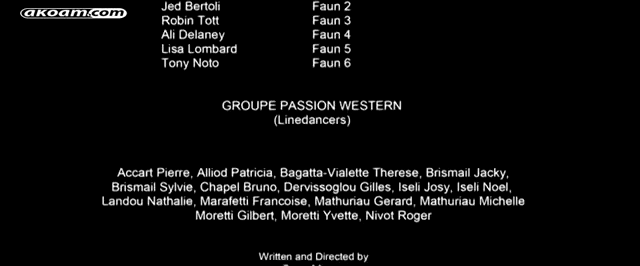 akoam.com
Jed Bertoli Faun 2
Robin Tott Faun 3
Ali Delaney Faun 4
Lisa Lombard Faun 5
Tony Noto Faun 6
GROUPE PASSION WESTERN
(Linedancers)
Accart Pierre, Alliod Patricia, Bagatta-Vialette Therese, Brismail Jacky,
Brismail Sylvie, Chapel Bruno, Dervissoglou Gilles, Iseli Josy, Iseli Noel,
Landou Nathalie, Marafetti Francoise, Mathuriau Gerard, Mathuriau Michelle
Moretti Gilbert, Moretti Yvette, Nivot Roger
Written and Directed by